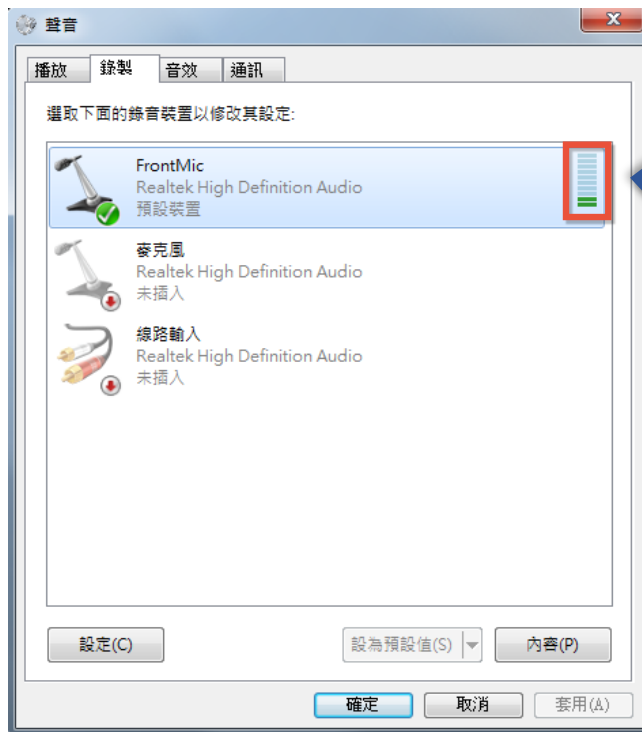 聲音
播放 錄製 音效 通訊
選取下面的錄音裝置以修改其設定:
FrontMic
Realtek High Definition Audio
預設裝置
麥克風
Realtek High Definition Audio
未插入
線路輸入
Realtek High Definition Audio
未插入
設定(C) 設為預設值(S) 內容(P)
確定 取消 套用(A)